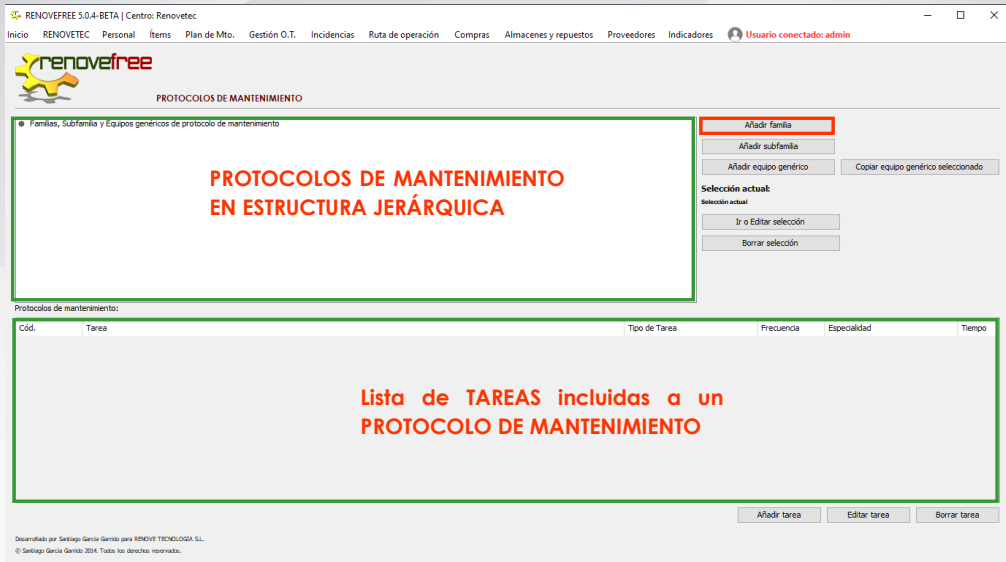 RENOVEFREE 5.0.4-BETA | Centro: Renovetec
Inicio RENOVETEC Personal Ítems Plan de Mto. Gestión O.T. Incidencias Ruta de operación Compras Almacenes y repuestos Proveedores Indicadores Usuario conectado: admin
renovefree
PROTOCOLOS DE MANTENIMIENTO
Familias, Subfamilia y Equipos genéricos de protocolo de mantenimiento
Añadir familia
Añadir subfamilia
Añadir equipo genérico Copiar equipo genérico seleccionado
PROTOCOLOS DE MANTENIMIENTO
EN ESTRUCTURA JERÁRQUICA
Selección actual:
Selección actual
Ir o Editar selección
Borrar selección
Protocolos de mantenimiento:
Cód. Tarea Tipo de Tarea Frecuencia Especialidad Tiempo
Lista de TAREAS incluidas a un
PROTOCOLO DE MANTENIMIENTO
Añadir tarea Editar tarea Borrar tarea
Desarrollado por Santiago García Garrido para RENOVE TECNOLOGIA S.L.
© Santiago García Garrido 2014. Todos los derechos reservados.